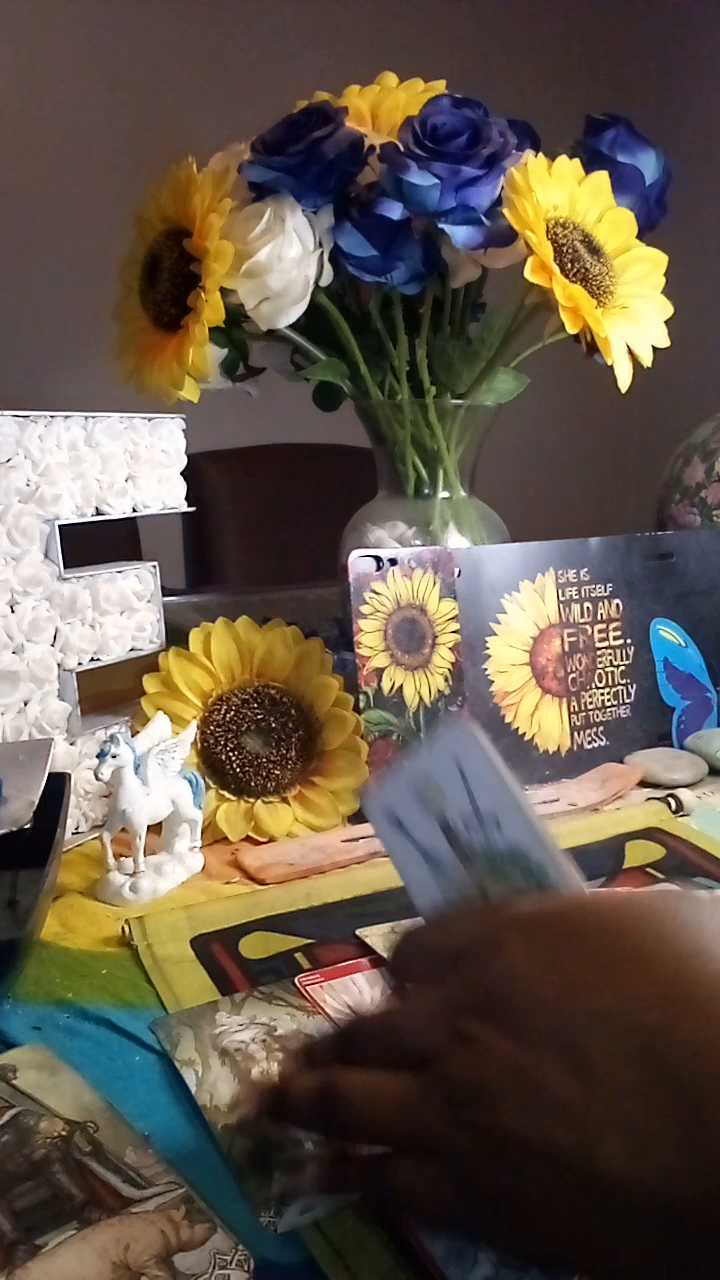 E
SHE IS
LIFE ITSELF
WILD AND
FREE.
WONDERFULLY
CHAOTIC.
A PERFECTLY
PUT TOGETHER
MESS.